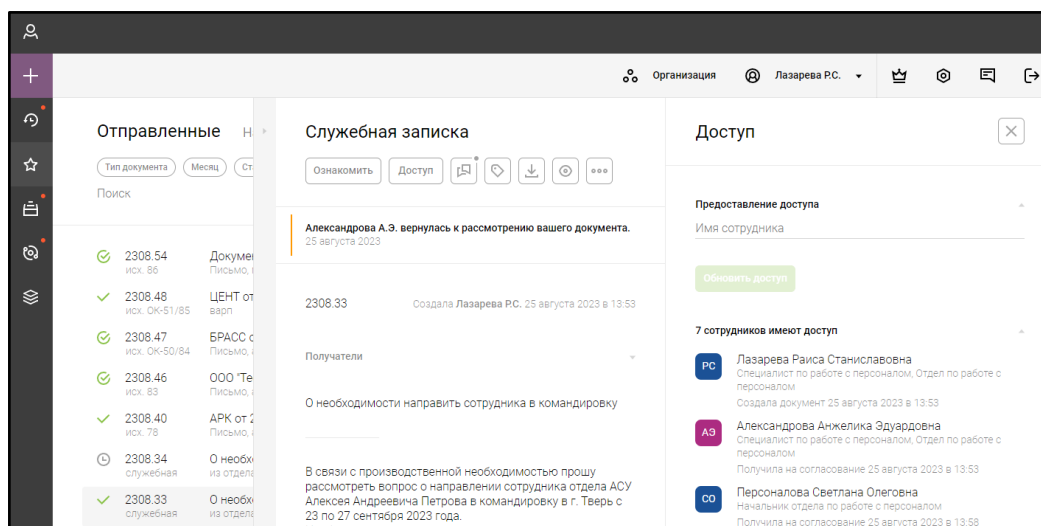 Организация
Лазарева Р.С.
Отправленные
Н
Тип документа
Месяц
Ст
Поиск
2308.54
Докумен
исх. 86
Письмо,
2308.48
ЦЕНТ от
исх. ОК-51/85
варп
2308.47
БРАСС о
исх. ОК-50/84
Письмо,
2308.46
ООО "Те
исх. 83
Письмо,
2308.40
АРК от 2
исх. 78
Письмо,
2308.34
О необхо
служебная
из отдела
2308.33
О необхо
служебная
из отдела
Служебная записка
Ознакомить
Доступ
Александрова А.Э. вернулась к рассмотрению вашего документа.
25 августа 2023
2308.33
Создала Лазарева Р.С. 25 августа 2023 в 13:53
Получатели
О необходимости направить сотрудника в командировку
В связи с производственной необходимостью прошу
рассмотреть вопрос о направлении сотрудника отдела АСУ
Алексея Андреевича Петрова в командировку в г. Тверь с
23 по 27 сентября 2023 года.
Доступ
Предоставление доступа
Имя сотрудника
Обновить доступ
7 сотрудников имеют доступ
РС
Лазарева Раиса Станиславовна
Специалист по работе с персоналом, Отдел по работе с
персоналом
Создала документ 25 августа 2023 в 13:53
АЭ
Александрова Анжелика Эдуардовна
Специалист по работе с персоналом, Отдел по работе с
персоналом
Получила на согласование 25 августа 2023 в 13:53
СО
Персоналова Светлана Олеговна
Начальник отдела по работе с персоналом
Получила на согласование 25 августа 2023 в 13:58